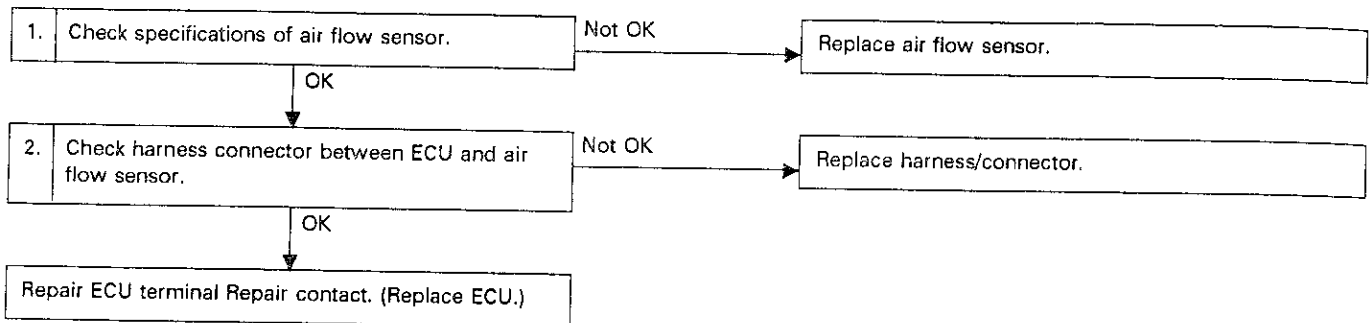 1. Check specifications of air flow sensor.
Not OK
Replace air flow sensor.
OK
2. Check harness connector between ECU and air
flow sensor.
Not OK
Replace harness/connector.
OK
Repair ECU terminal Repair contact. (Replace ECU.)